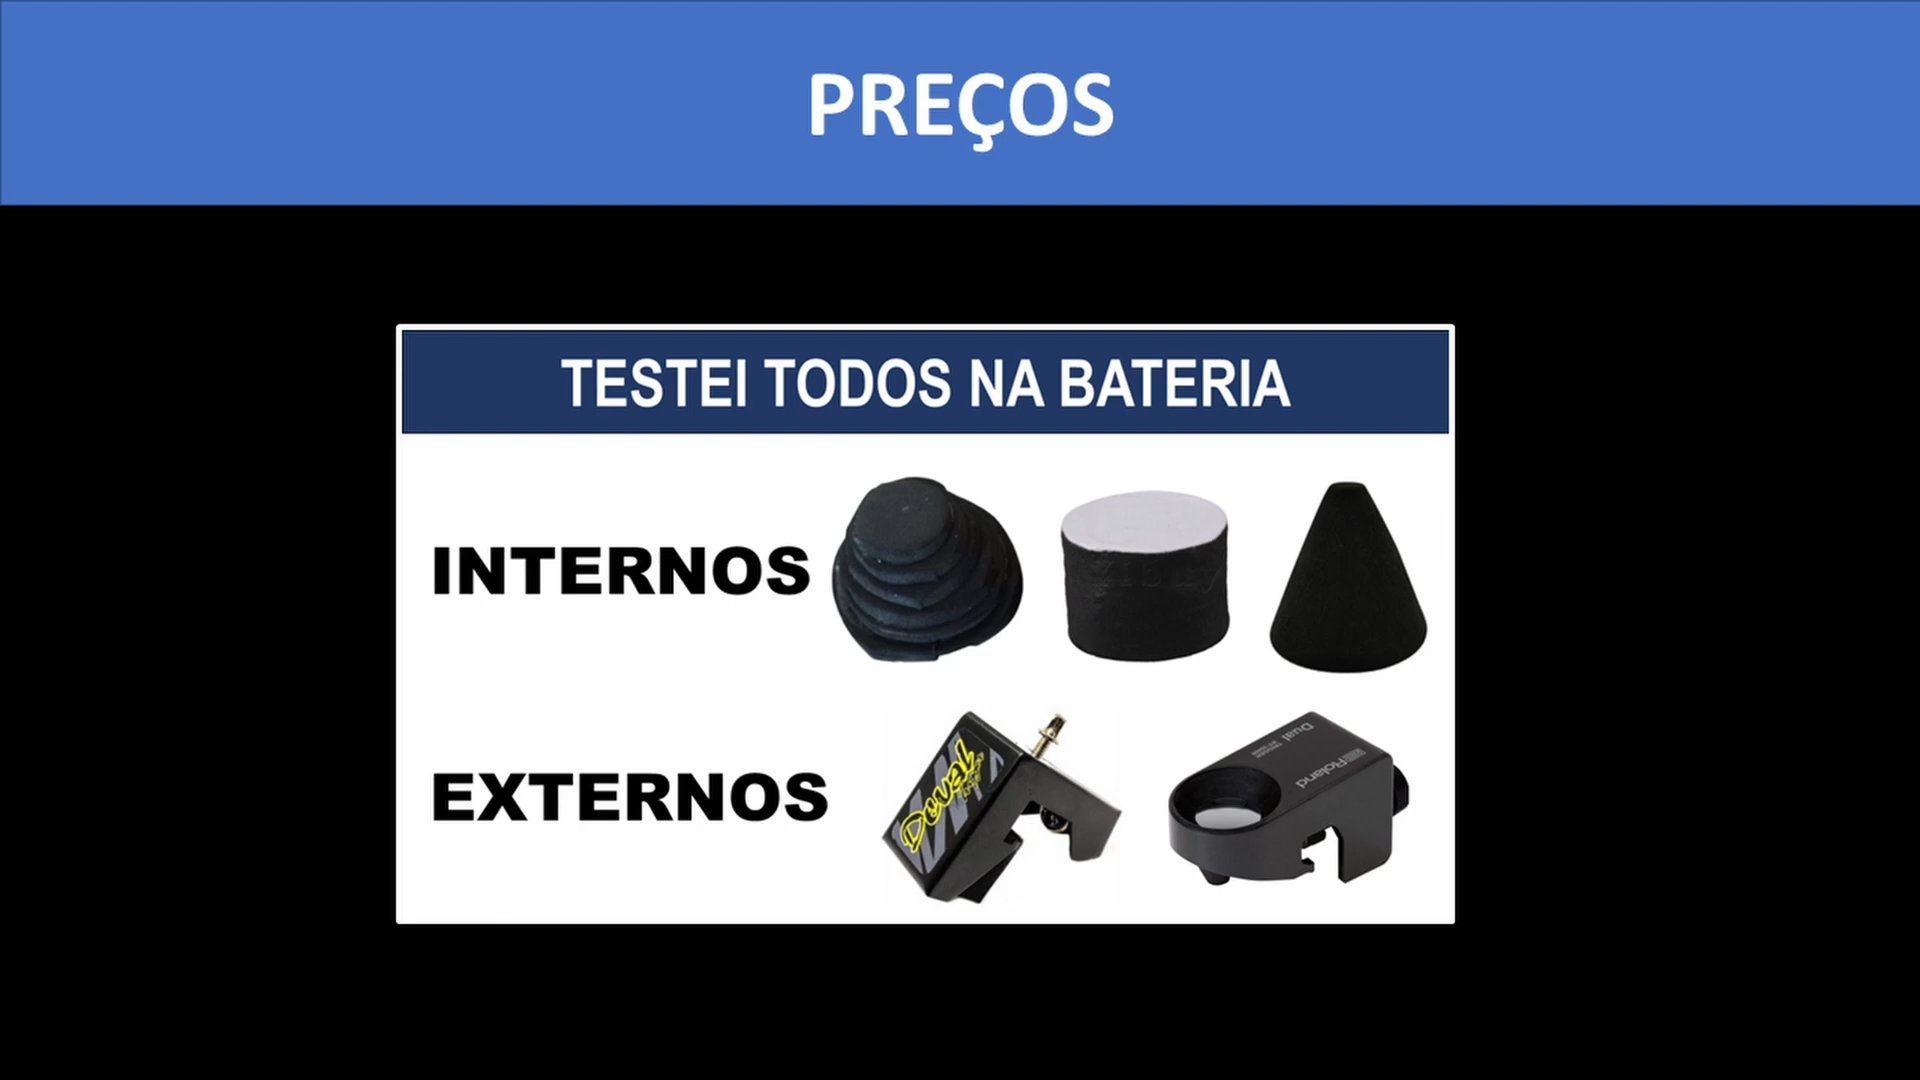 PREÇOS
TESTEI TODOS NA BATERIA
INTERNOS
EXTERNOS
Roland
Dual